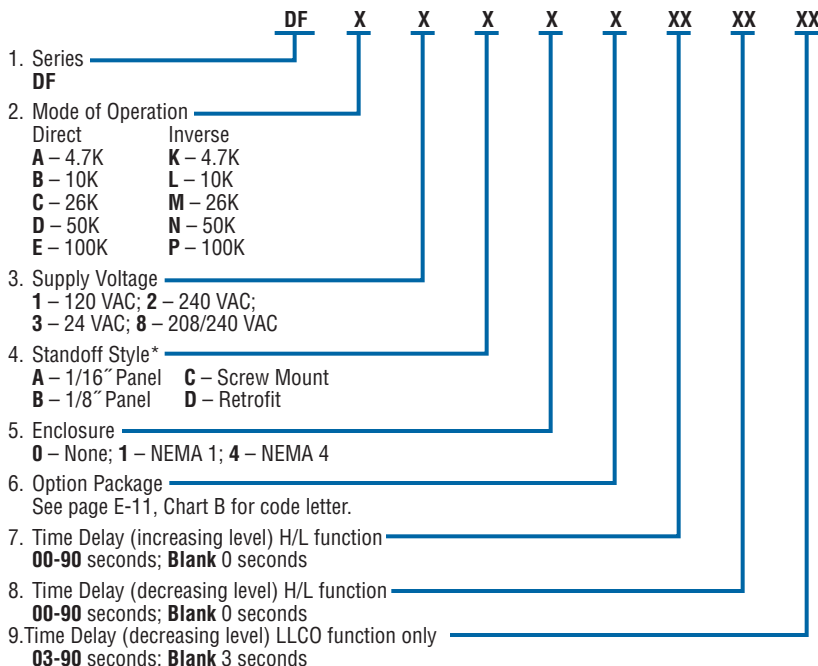 DF X X X X X XX XX XX
1. Series
DF
2. Mode of Operation
Direct Inverse
A – 4.7K K – 4.7K
B – 10K L – 10K
C – 26K M – 26K
D – 50K N – 50K
E – 100K P – 100K
3. Supply Voltage
1 – 120 VAC; 2 – 240 VAC;
3 – 24 VAC; 8 – 208/240 VAC
4. Standoff Style*
A – 1/16˝ Panel C – Screw Mount
B – 1/8˝ Panel D – Retrofit
5. Enclosure
0 – None; 1 – NEMA 1; 4 – NEMA 4
6. Option Package
See page E-11, Chart B for code letter.
7. Time Delay (increasing level) H/L function
00-90 seconds; Blank 0 seconds
8. Time Delay (decreasing level) H/L function
00-90 seconds; Blank 0 seconds
9.Time Delay (decreasing level) LLCO function only
03-90 seconds; Blank 3 seconds